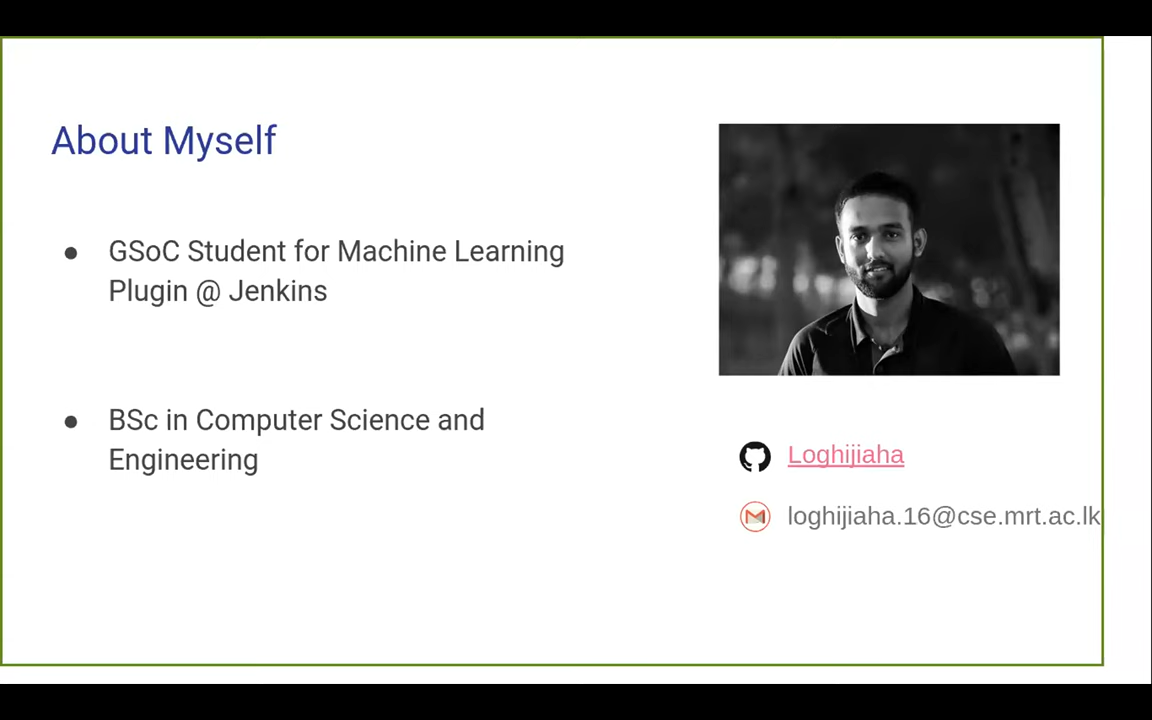 About Myself
● GSoC Student for Machine Learning
Plugin @ Jenkins
● BSc in Computer Science and
Engineering
Loghijiaha
loghijiaha.16@cse.mrt.ac.lk